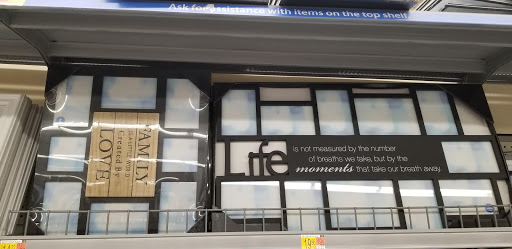 Ask for assistance with items on the top shelf
FAMILY
Created By
LOVE
Life
is not measured by the number
of breaths we take, but by the
moments that take our breath away.